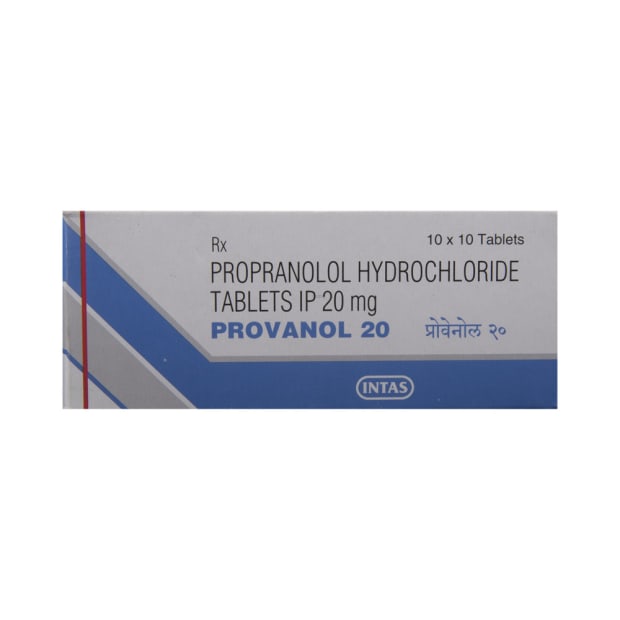 Rx
10 x 10 Tablets
PROPRANOLOL HYDROCHLORIDE
TABLETS IP 20 mg
PROVANOL 20 प्रोवेनोल २०
INTAS